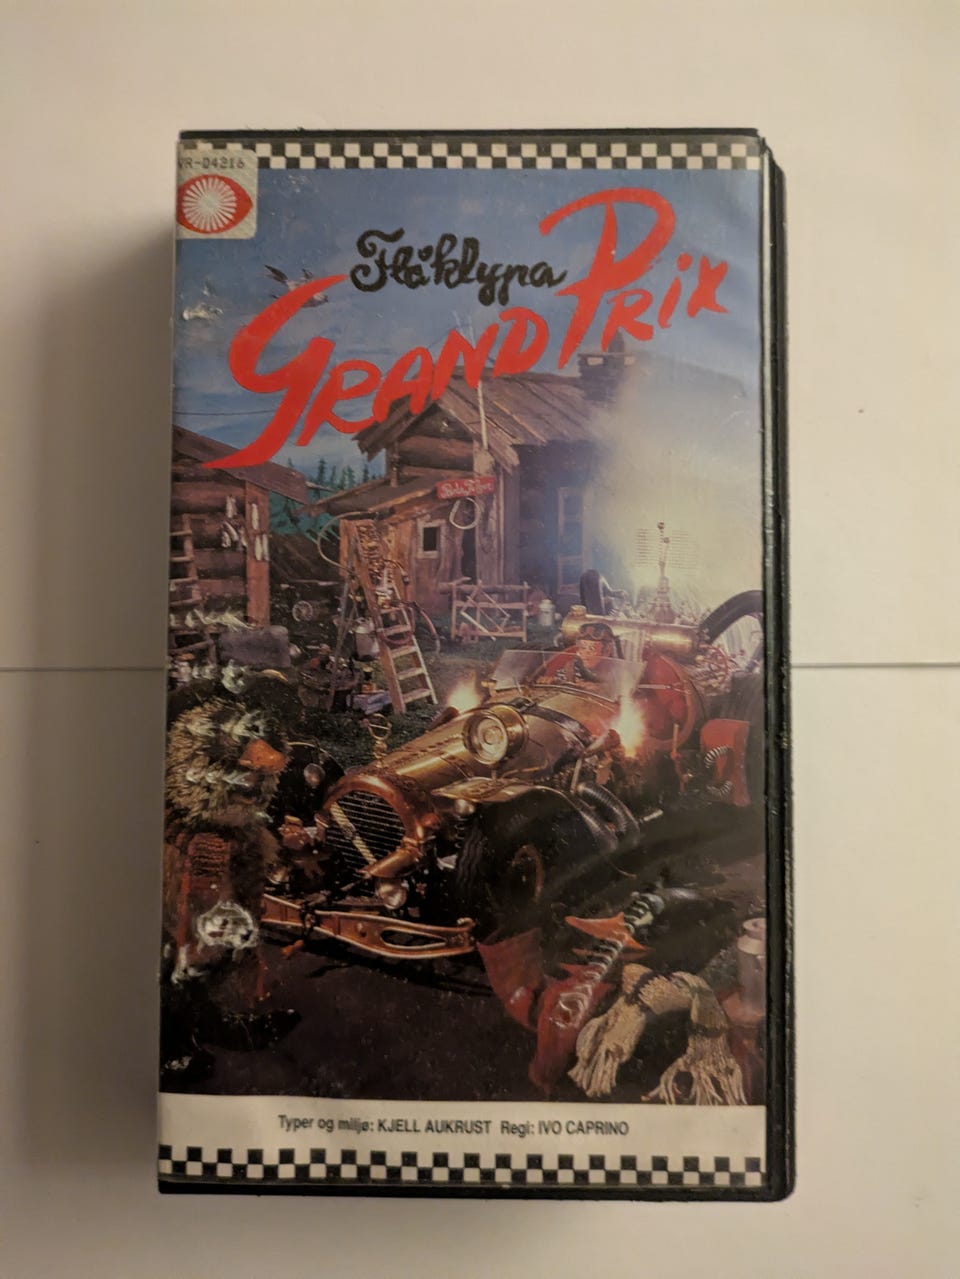 VR-04216
Flåklypa
GRAND PRIX
Typer og miljø: KJELL AUKRUST Regi: IVO CAPRINO